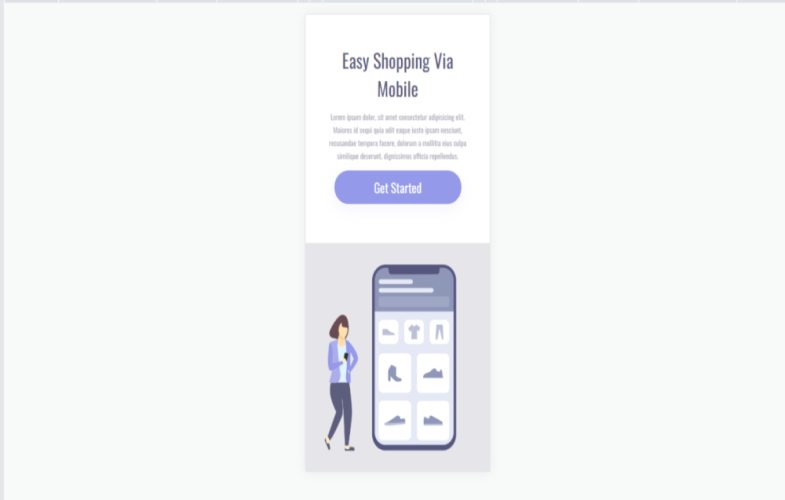 Easy Shopping Via
Mobile
Lorem ipsum dolor, sit amet consectetur adipisicing elit.
Maiores id sequi quia odit eaque iusto ipsam nesciunt,
recusandae tempora facere, dolorum a mollitia eius culpa
similique deserunt, dignissimos officia repellendus.
Get Started